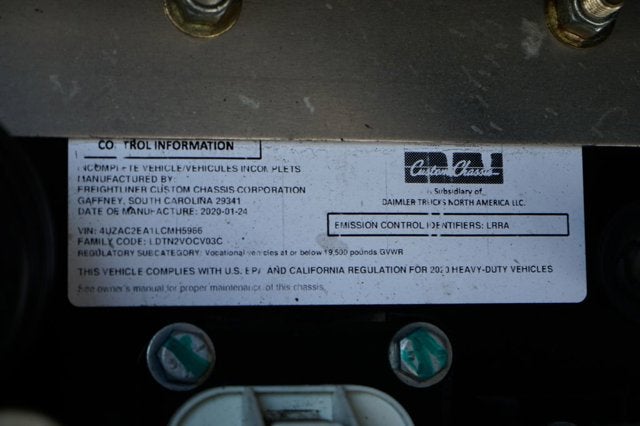 CONTROL INFORMATION
INCOMPLETE VEHICLE/VEHICULES INCOMPLETS
MANUFACTURED BY:
FREIGHTLINER CUSTOM CHASSIS CORPORATION
GAFFNEY, SOUTH CAROLINA 29341
DATE OF MANUFACTURE: 2020-01-24
VIN: 4UZAC2EA1LCMH5966
FAMILY CODE: LDTN2VOCV03C
REGULATORY SUBCATEGORY: Vocational vehicles at or below 19,500 pounds GVWR
THIS VEHICLE COMPLIES WITH U.S. EPA AND CALIFORNIA REGULATION FOR 2020 HEAVY-DUTY VEHICLES
See owner's manual for proper maintenance of this chassis.
Custom Chassis
a Subsidiary of
DAIMLER TRUCKS NORTH AMERICA LLC.
EMISSION CONTROL IDENTIFIERS: LRRA